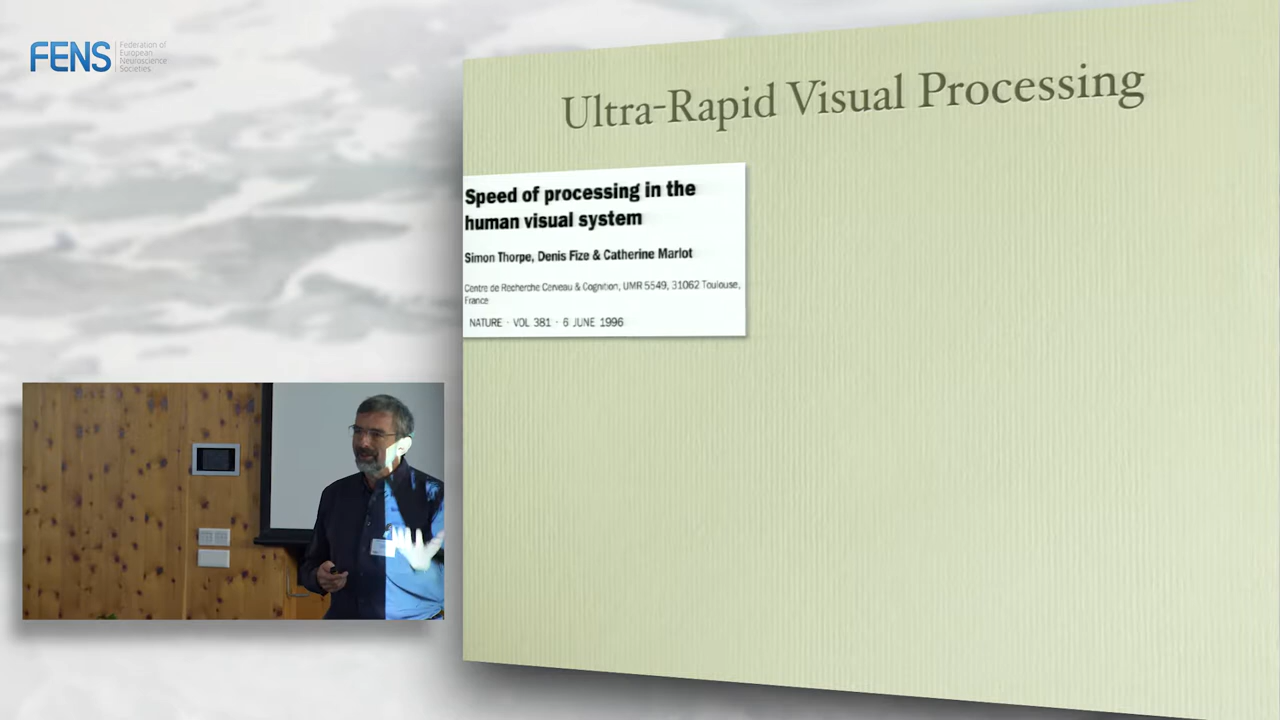 FENS
Federation of
European
Neuroscience
Societies
Ultra-Rapid Visual Processing
Speed of processing in the
human visual system
Simon Thorpe, Denis Fize & Catherine Marlot
Centre de Recherche Cerveau & Cognition, UMR 5549, 31062 Toulouse,
France
NATURE · VOL 381 · 6 JUNE 1996